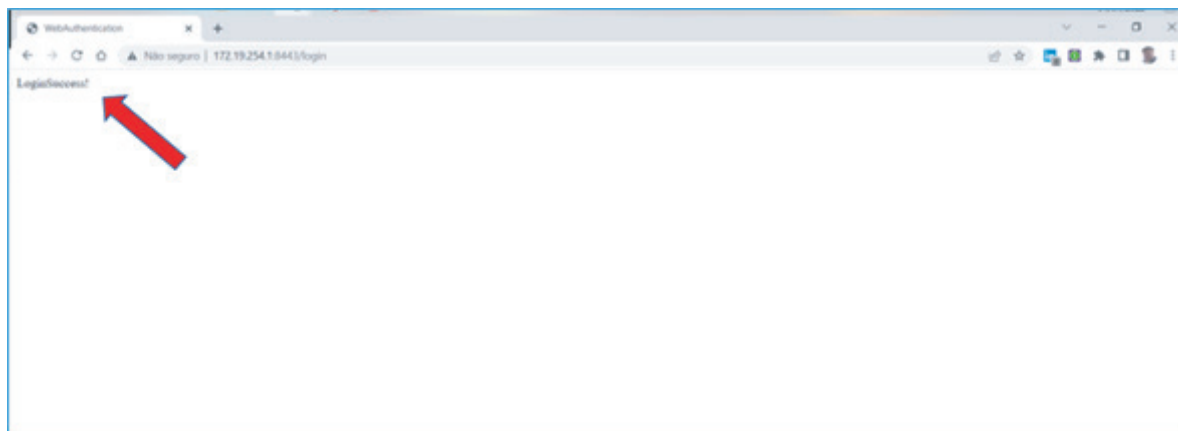 WebAuthentication
Não seguro | 172.19.254.1:8443/login
LoginSuccess!